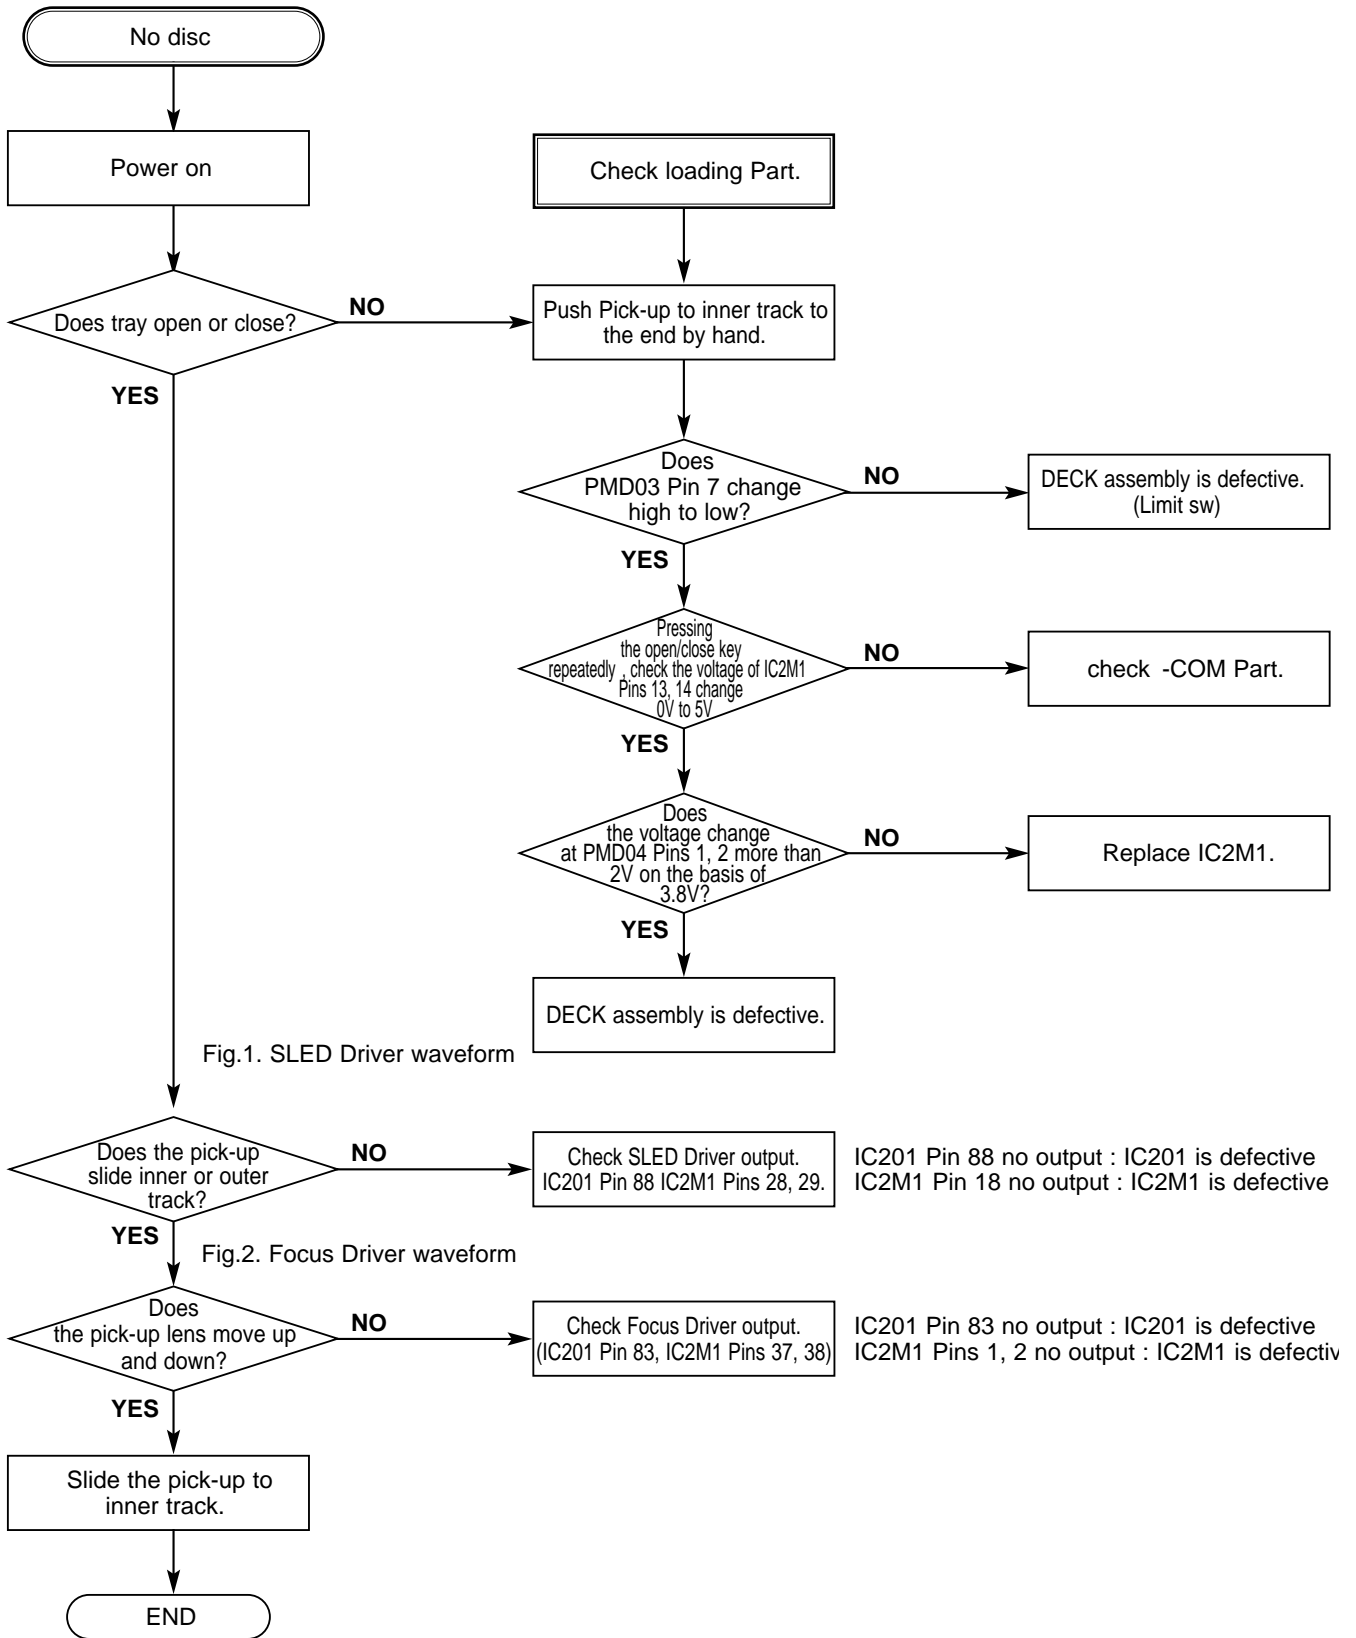 No disc
Power on
Check loading Part.
Does tray open or close?
NO
YES
Push Pick-up to inner track to
the end by hand.
Does
PMD03 Pin 7 change
high to low?
NO
YES
DECK assembly is defective.
(Limit sw)
Pressing
the open/close key
repeatedly , check the voltage of IC2M1
Pins 13, 14 change
0V to 5V
NO
YES
check -COM Part.
Does
the voltage change
at PMD04 Pins 1, 2 more than
2V on the basis of
3.8V?
NO
YES
Replace IC2M1.
DECK assembly is defective.
Fig.1. SLED Driver waveform
Does the pick-up
slide inner or outer
track?
NO
YES
Check SLED Driver output.
IC201 Pin 88 IC2M1 Pins 28, 29.
IC201 Pin 88 no output : IC201 is defective
IC2M1 Pin 18 no output : IC2M1 is defective
Fig.2. Focus Driver waveform
Does
the pick-up lens move up
and down?
NO
YES
Check Focus Driver output.
(IC201 Pin 83, IC2M1 Pins 37, 38)
IC201 Pin 83 no output : IC201 is defective
IC2M1 Pins 1, 2 no output : IC2M1 is defectiv
Slide the pick-up to
inner track.
END